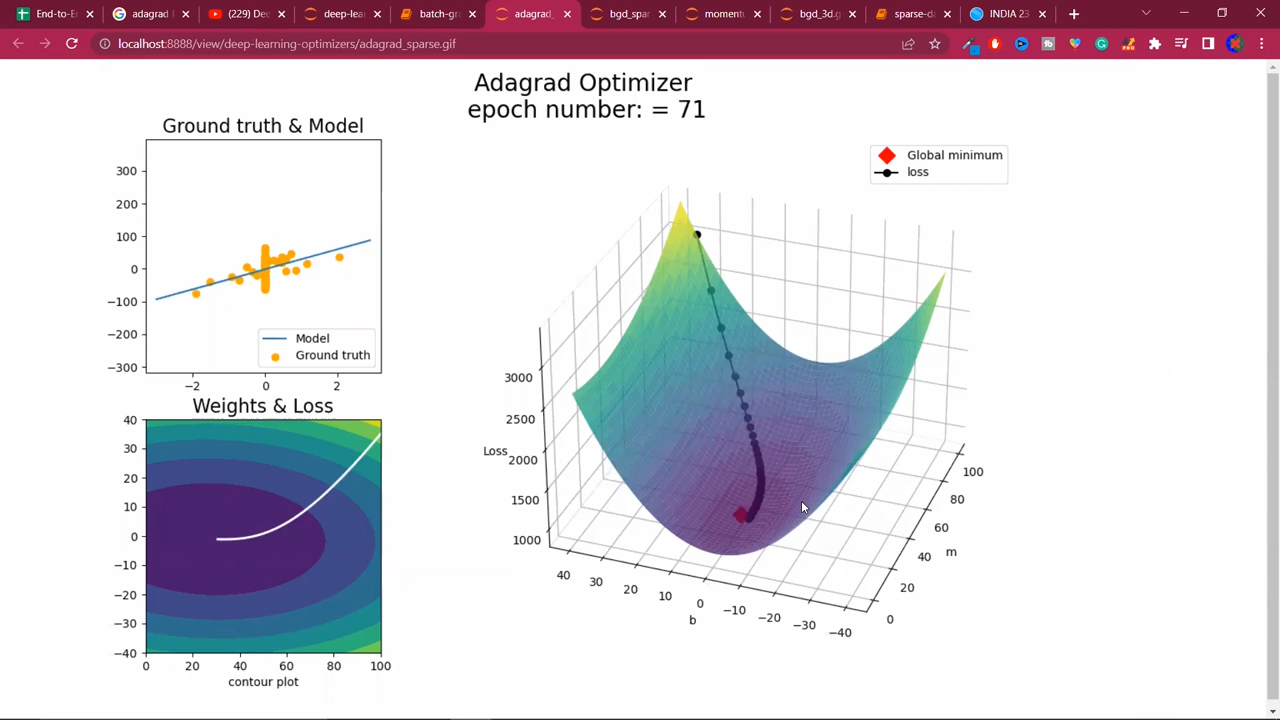 End-to-E
adagrad f
(229) De
deep-lea
batch-gr
adagrad_
bgd_spar
moment
bgd_3d.g
sparse-da
INDIA 23
localhost:8888/view/deep-learning-optimizers/adagrad_sparse.gif
Adagrad Optimizer
epoch number: = 71
Ground truth & Model
300
200
100
0
−100
−200
−300
Model
Ground truth
−2
0
2
Weights & Loss
40
30
20
10
0
−10
−20
−30
−40
0
20
40
60
80
100
contour plot
Global minimum
loss
Loss
3000
2500
2000
1500
1000
40
30
20
10
0
−10
−20
−30
−40
b
100
80
60
40
20
0
m